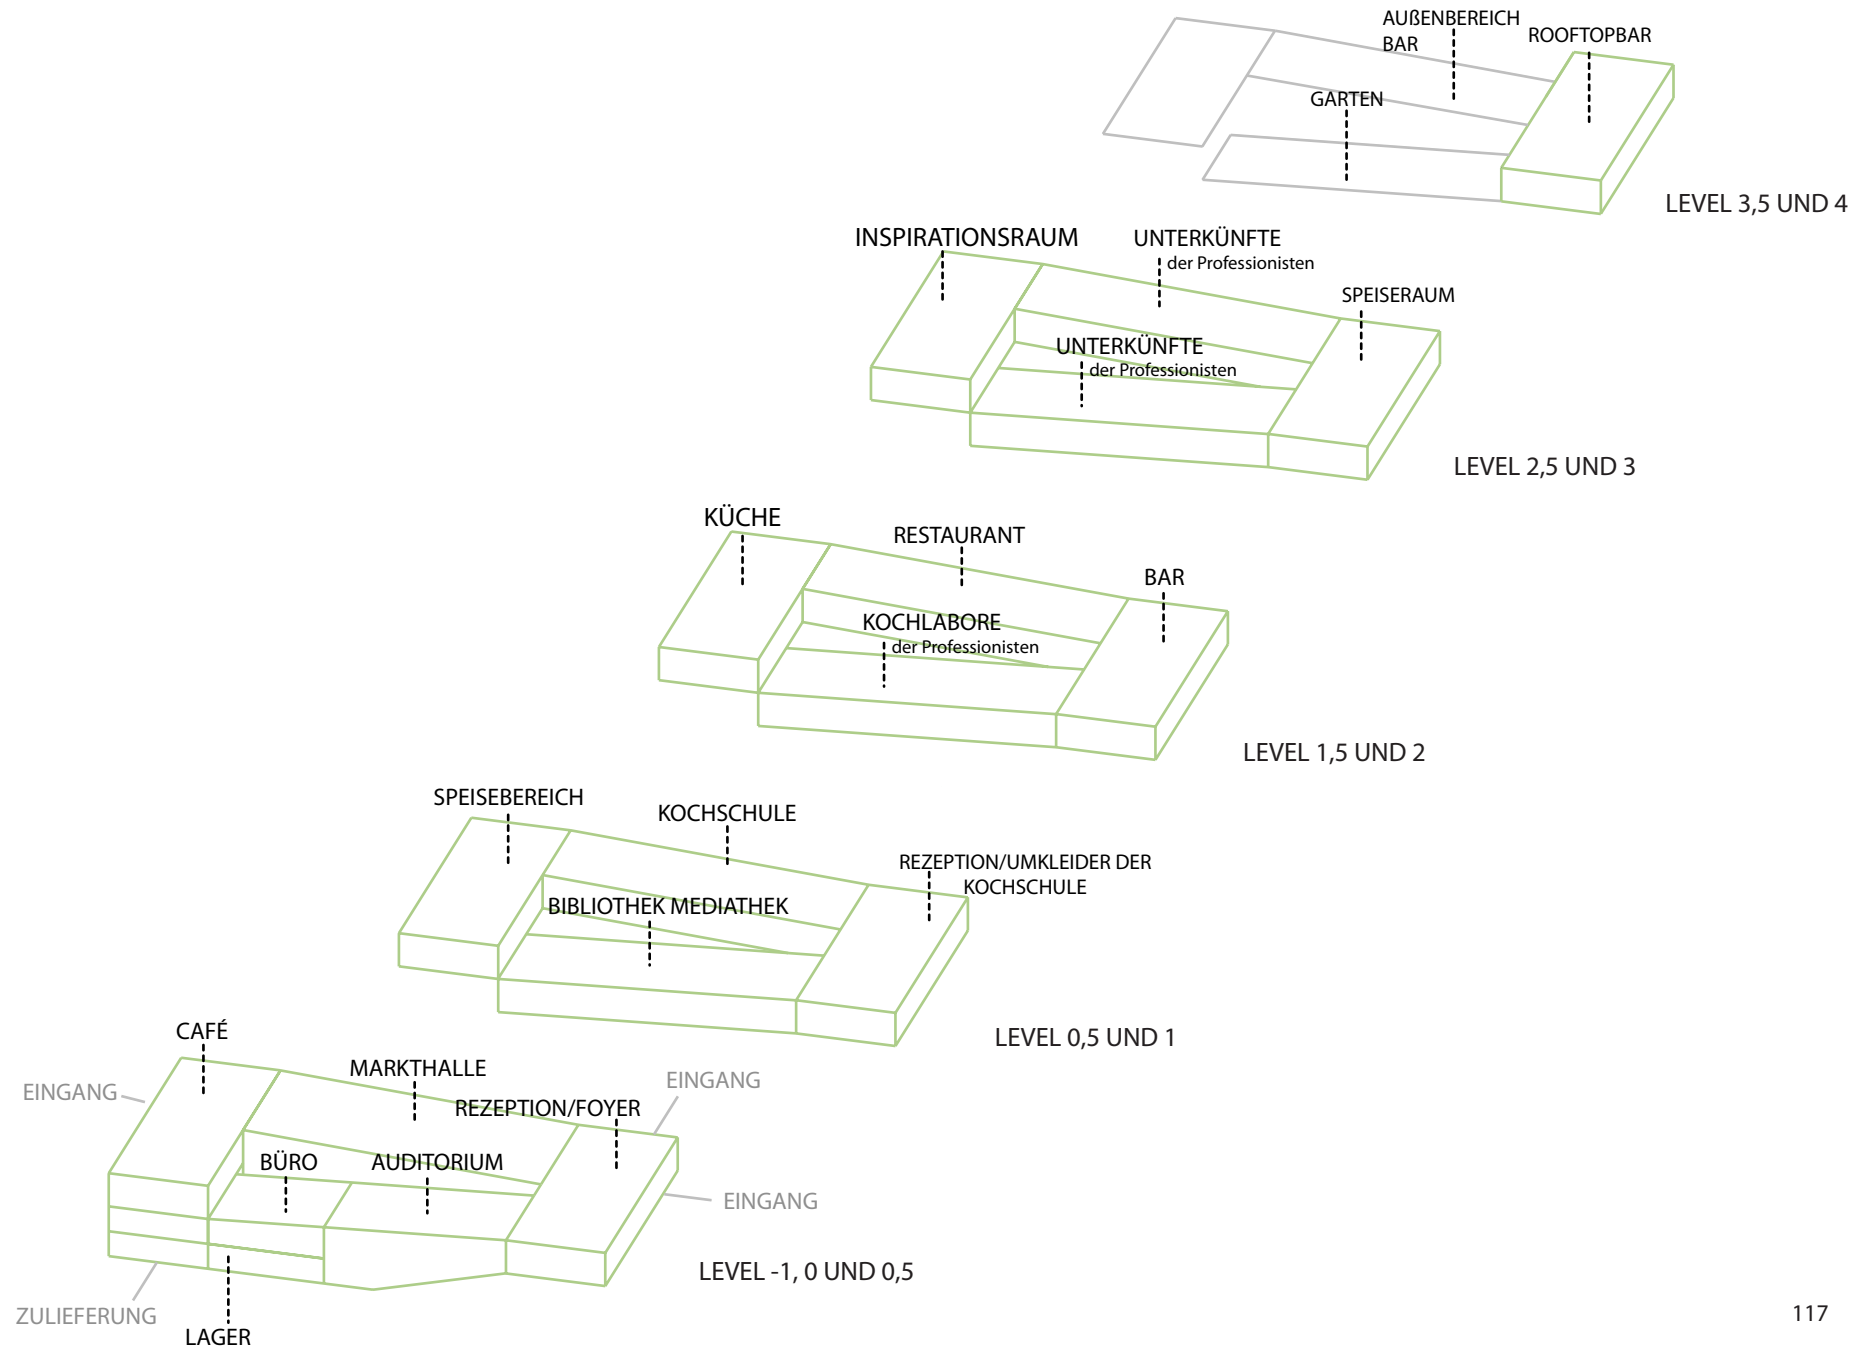 AUßENBEREICH
BAR
ROOFTOPBAR
GARTEN
LEVEL 3,5 UND 4
INSPIRATIONSRAUM
UNTERKÜNFTE
der Professionisten
SPEISERAUM
UNTERKÜNFTE
der Professionisten
LEVEL 2,5 UND 3
KÜCHE
RESTAURANT
BAR
KOCHLABORE
der Professionisten
LEVEL 1,5 UND 2
SPEISEBEREICH
KOCHSCHULE
REZEPTION/UMKLEIDER DER
KOCHSCHULE
BIBLIOTHEK MEDIATHEK
LEVEL 0,5 UND 1
CAFÉ
MARKTHALLE
EINGANG
EINGANG
REZEPTION/FOYER
BÜRO
AUDITORIUM
EINGANG
LEVEL -1, 0 UND 0,5
ZULIEFERUNG
LAGER
117